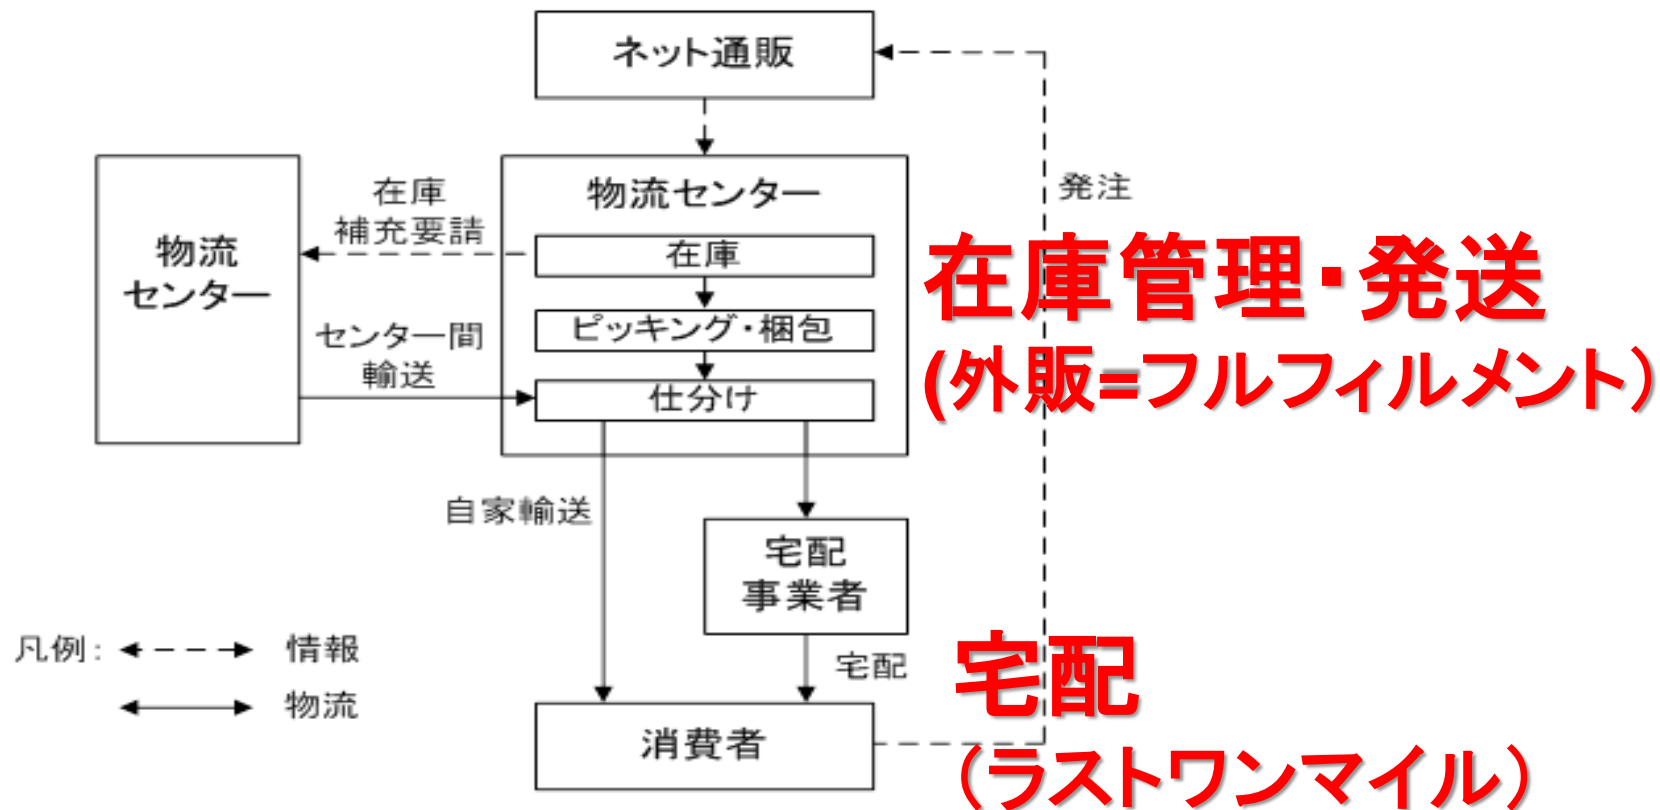 ネット通販
物流センター
在庫
補充要請
発注
物流
センター
在庫
在庫管理・発送
センター間
輸送
ピッキング・梱包
(外販=フルフィルメント）
仕分け
自家輸送
宅配
事業者
凡例：
情報
宅配
宅配
物流
消費者
（ラストワンマイル）